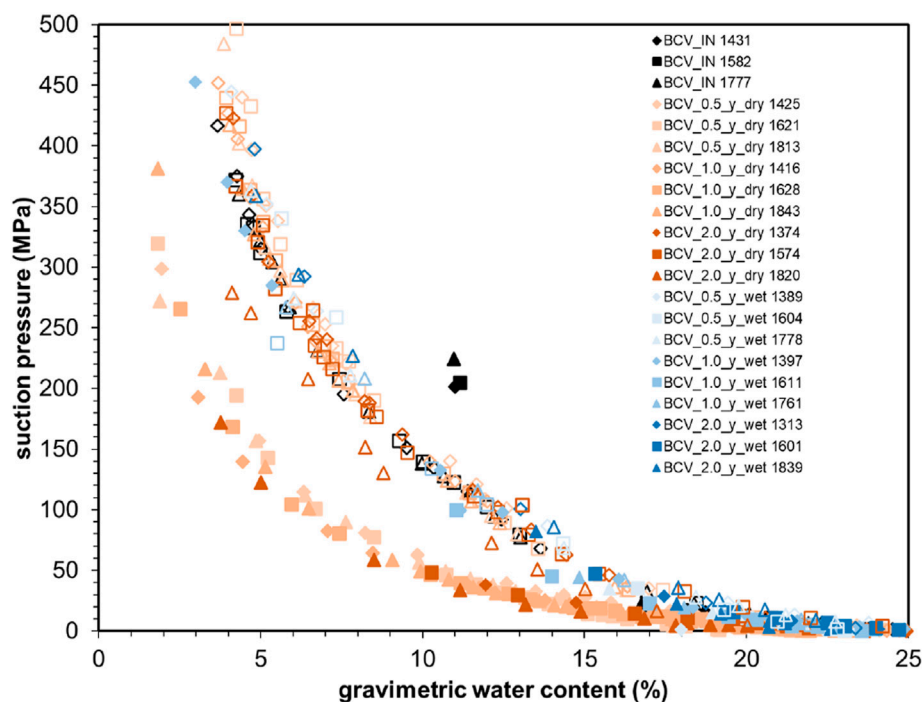 500
450
400
350
300
250
200
150
100
50
0
suction pressure (MPa)
0 5 10 15 20 25
gravimetric water content (%)
BCV_IN 1431
BCV_IN 1582
BCV_IN 1777
BCV_0.5_y_dry 1425
BCV_0.5_y_dry 1621
BCV_0.5_y_dry 1813
BCV_1.0_y_dry 1416
BCV_1.0_y_dry 1628
BCV_1.0_y_dry 1843
BCV_2.0_y_dry 1374
BCV_2.0_y_dry 1574
BCV_2.0_y_dry 1820
BCV_0.5_y_wet 1389
BCV_0.5_y_wet 1604
BCV_0.5_y_wet 1778
BCV_1.0_y_wet 1397
BCV_1.0_y_wet 1611
BCV_1.0_y_wet 1761
BCV_2.0_y_wet 1313
BCV_2.0_y_wet 1601
BCV_2.0_y_wet 1839